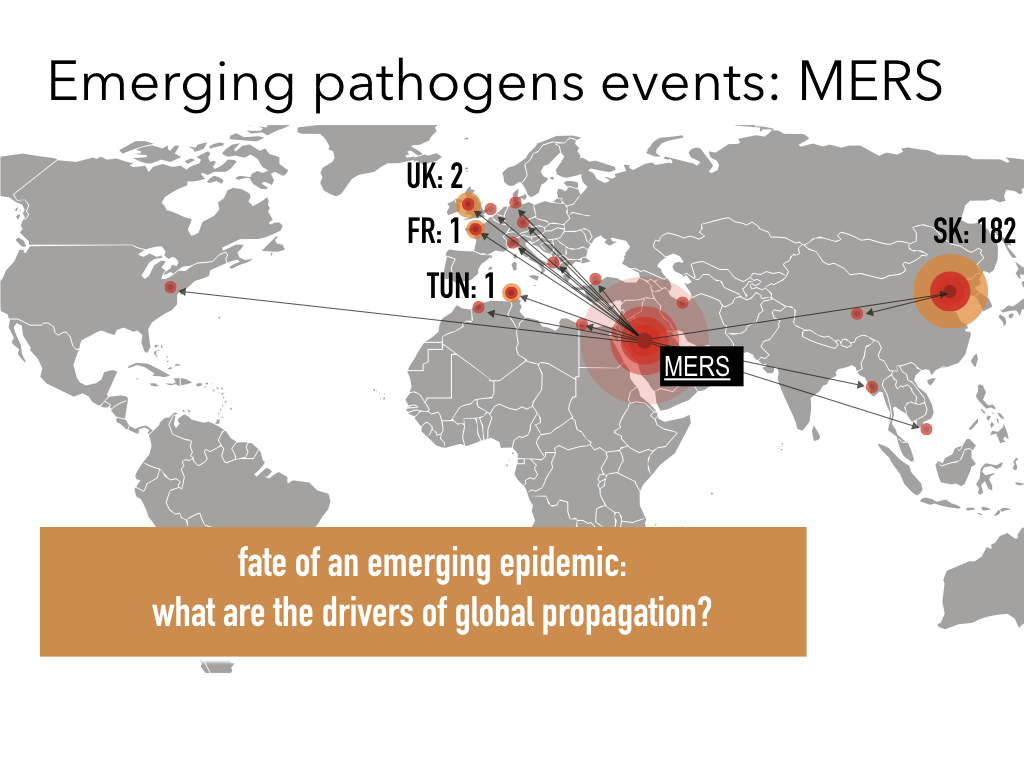 Emerging pathogens events: MERS
UK: 2
FR: 1
SK: 182
TUN: 1
MERS
fate of an emerging epidemic:
what are the drivers of global propagation?